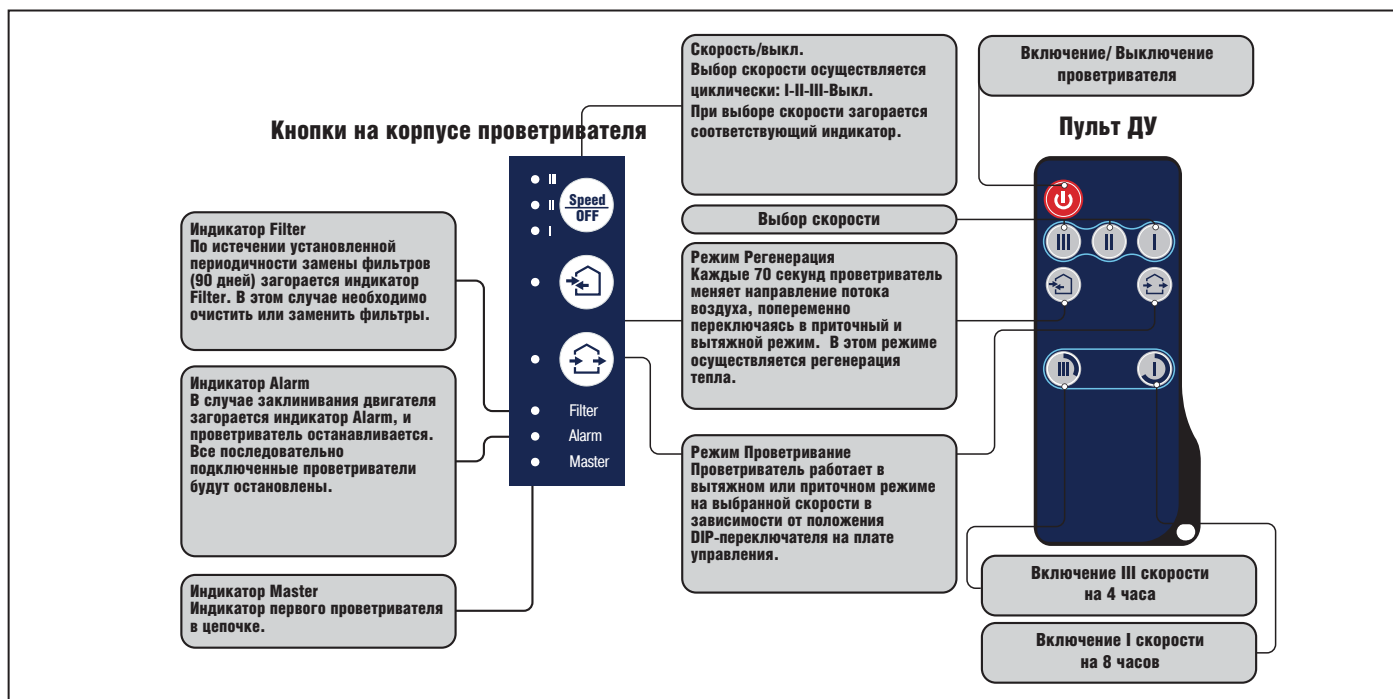 Кнопки на корпусе проветривателя
Индикатор Filter
По истечении установленной
периодичности замены фильтров
(90 дней) загорается индикатор
Filter. В этом случае необходимо
очистить или заменить фильтры.
Индикатор Alarm
В случае заклинивания двигателя
загорается индикатор Alarm, и
проветриватель останавливается.
Все последовательно
подключенные проветриватели
будут остановлены.
Индикатор Master
Индикатор первого проветривателя
в цепочке.
III
II
I
Speed
OFF
Filter
Alarm
Master
Скорость/выкл.
Выбор скорости осуществляется
циклически: I-II-III-Выкл.
При выборе скорости загорается
соответствующий индикатор.
Выбор скорости
Режим Регенерация
Каждые 70 секунд проветриватель
меняет направление потока
воздуха, попеременно
переключаясь в приточный и
вытяжной режим. В этом режиме
осуществляется регенерация
тепла.
Режим Проветривание
Проветриватель работает в
вытяжном или приточном режиме
на выбранной скорости в
зависимости от положения
DIP-переключателя на плате
управления.
Включение/ Выключение
проветривателя
Пульт ДУ
III II I
III I
Включение III скорости
на 4 часа
Включение I скорости
на 8 часов